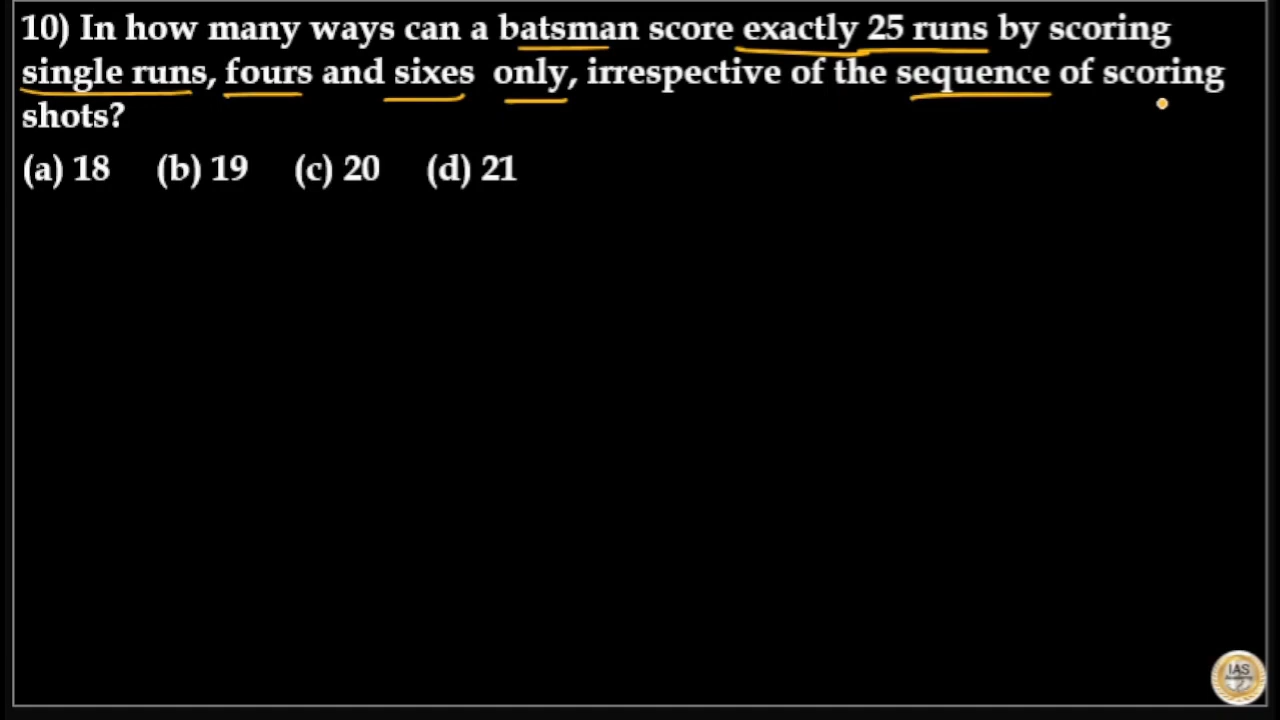 10) In how many ways can a batsman score exactly 25 runs by scoring
single runs, fours and sixes only, irrespective of the sequence of scoring
shots?
(a) 18 (b) 19 (c) 20 (d) 21
IAS